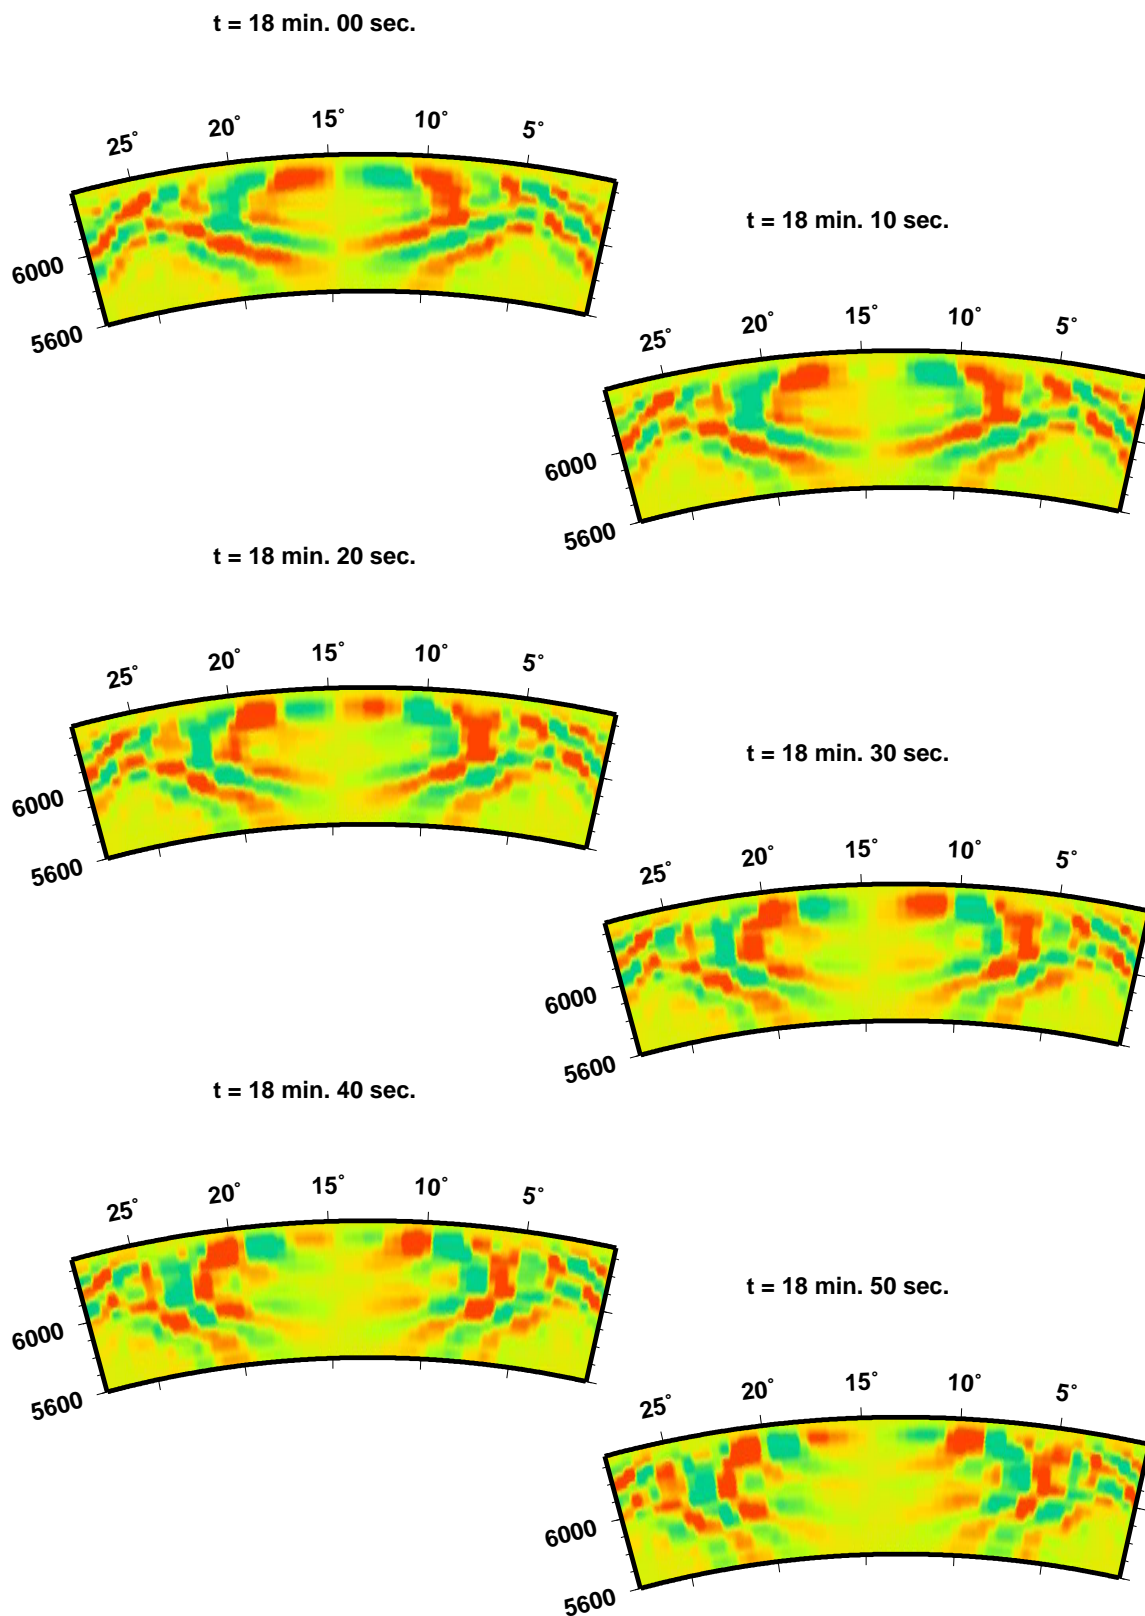 t = 18 min. 00 sec.
25° 20° 15° 10° 5°
6000
5600
t = 18 min. 10 sec.
25° 20° 15° 10° 5°
6000
5600
t = 18 min. 20 sec.
25° 20° 15° 10° 5°
6000
5600
t = 18 min. 30 sec.
25° 20° 15° 10° 5°
6000
5600
t = 18 min. 40 sec.
25° 20° 15° 10° 5°
6000
5600
t = 18 min. 50 sec.
25° 20° 15° 10° 5°
6000
5600